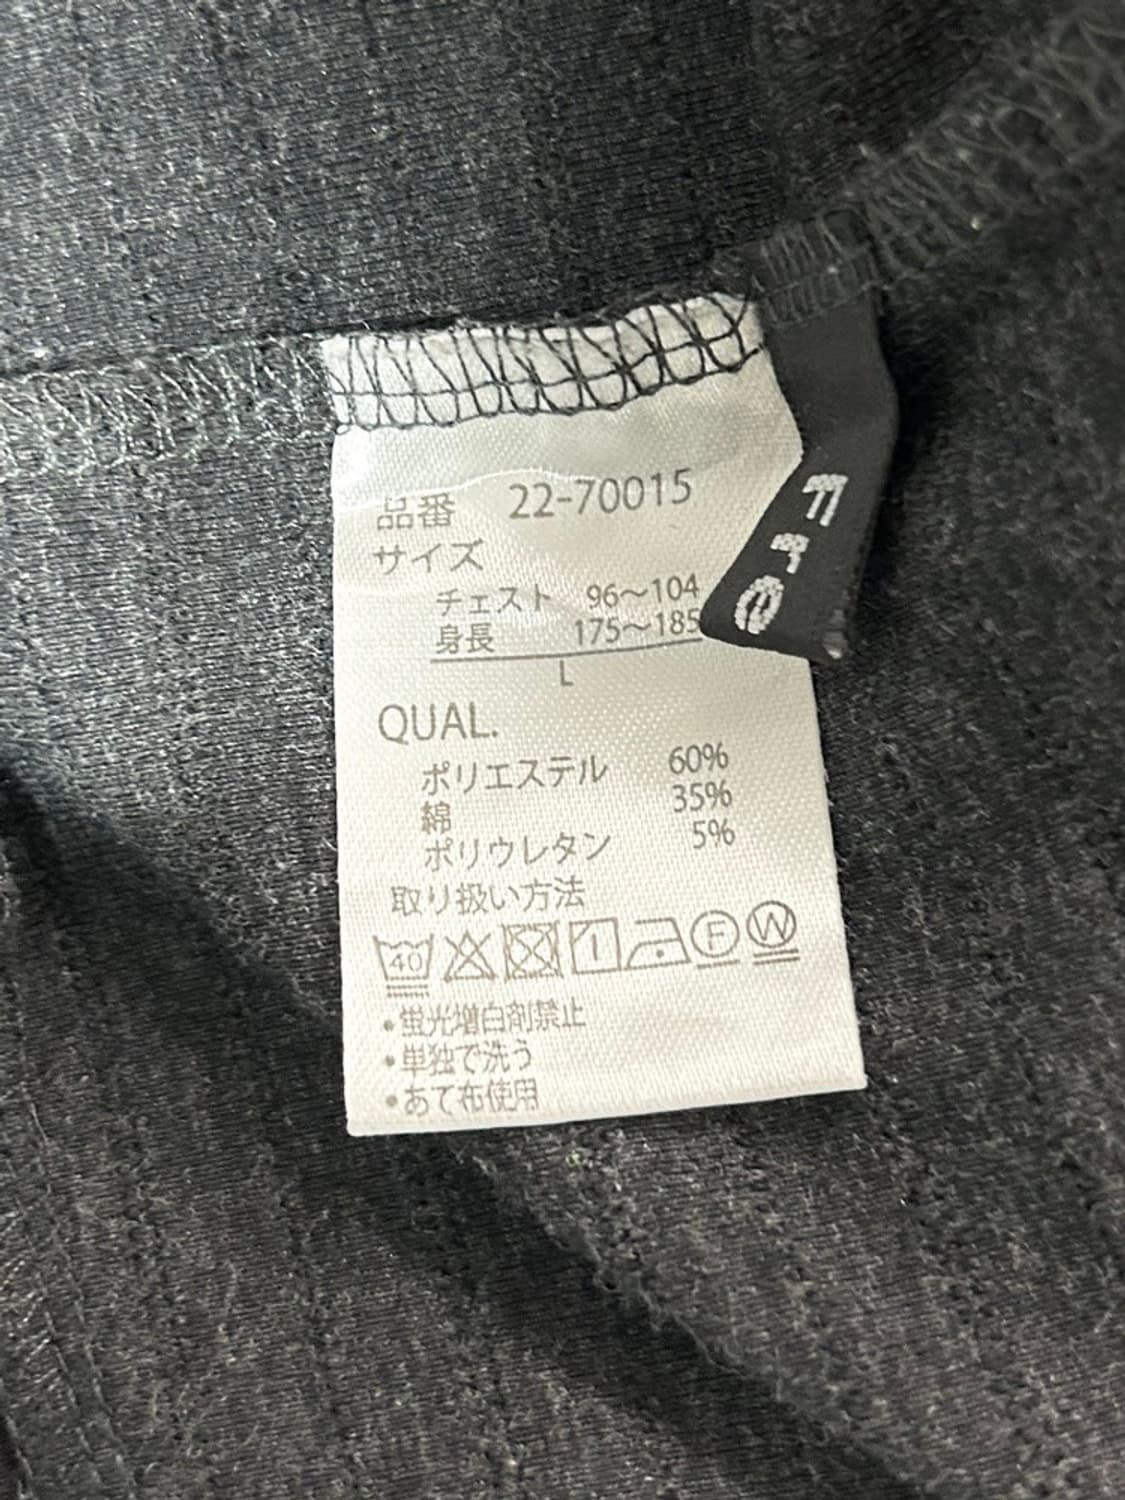 品番 22-70015
サイズ
チェスト 96～104
身長 175～185
L
QUAL.
ポリエステル 60%
綿 35%
ポリウレタン 5%
取り扱い方法
40 F W
•蛍光増白剤禁止
•単独で洗う
•あて布使用